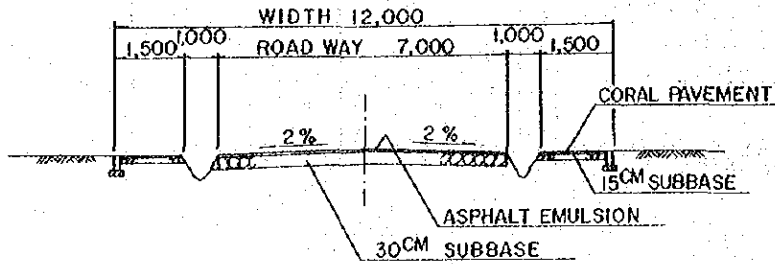 WIDTH 12,000
1,500 1,000 ROAD WAY 7,000 1,000 1,500
CORAL PAVEMENT
2% 2%
15CM SUBBASE
ASPHALT EMULSION
30CM SUBBASE